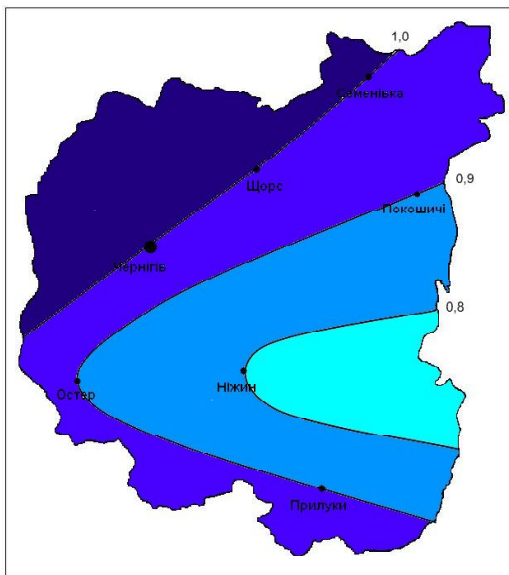 1,0
Семенівка
Щорс
0,9
Покошичі
Чернігів
0,8
Остер
Ніжин
Прилуки